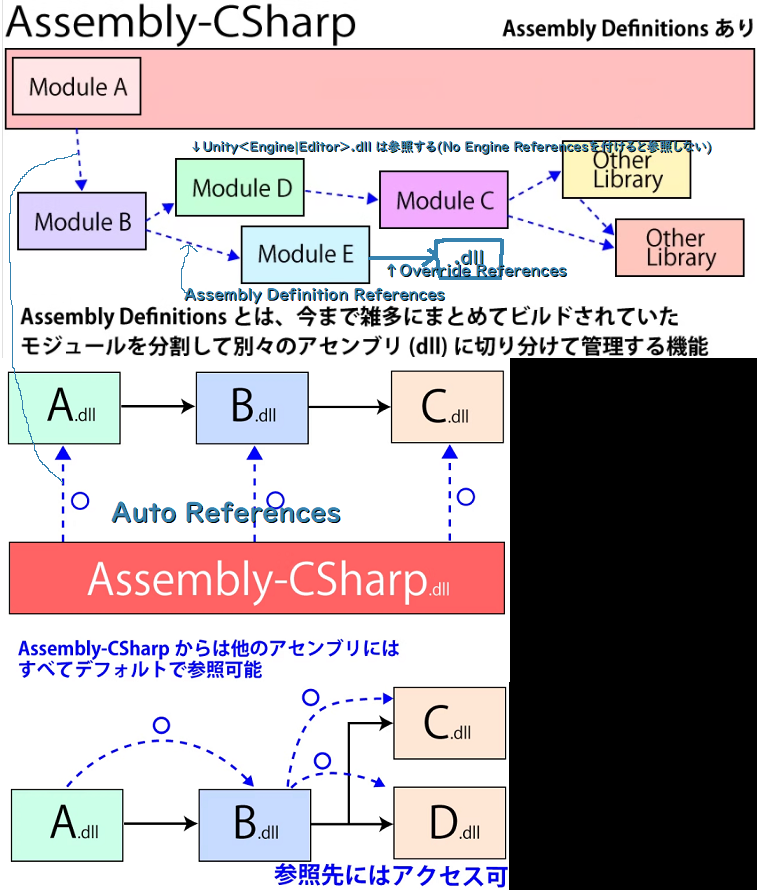 Assembly-CSharp
Assembly Definitions あり
Module A
↓Unity<Engine|Editor>.dll は参照する(No Engine Referencesを付けると参照しない)
Module B
Module D
Module C
Other
Library
Module E
.dll
Other
Library
↑Override References
Assembly Definition References
Assembly Definitions とは、今まで雑多にまとめてビルドされていた
モジュールを分割して別々のアセンブリ (dll) に切り分けて管理する機能
A.dll
B.dll
C.dll
Auto References
Assembly-CSharp.dll
Assembly-CSharp からは他のアセンブリには
すべてデフォルトで参照可能
C.dll
A.dll
B.dll
D.dll
参照先にはアクセス可